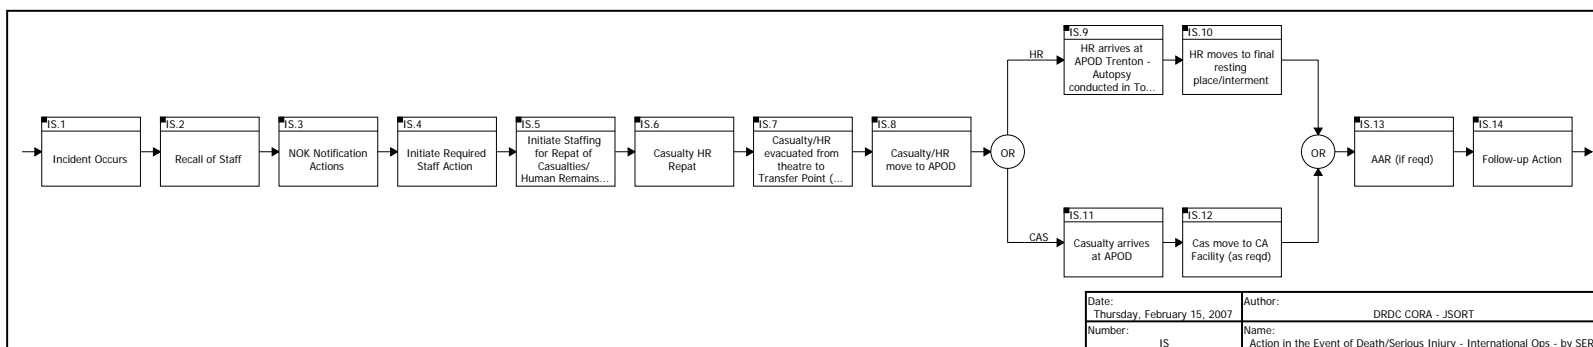 IS.1
Incident Occurs
IS.2
Recall of Staff
IS.3
NOK Notification
Actions
IS.4
Initiate Required
Staff Action
IS.5
Initiate Staffing
for Repat of
Casualties/
Human Remains...
IS.6
Casualty HR
Repat
IS.7
Casualty/HR
evacuated from
theatre to
Transfer Point (...
IS.8
Casualty/HR
move to APOD
OR
HR
IS.9
HR arrives at
APOD Trenton -
Autopsy
conducted in To...
IS.10
HR moves to final
resting
place/interment
CAS
IS.11
Casualty arrives
at APOD
IS.12
Cas move to CA
Facility (as reqd)
OR
IS.13
AAR (if reqd)
IS.14
Follow-up Action
Date:
Thursday, February 15, 2007
Author:
DRDC CORA - JSORT
Number:
IS
Name:
Action in the Event of Death/Serious Injury - International Ops - by SER